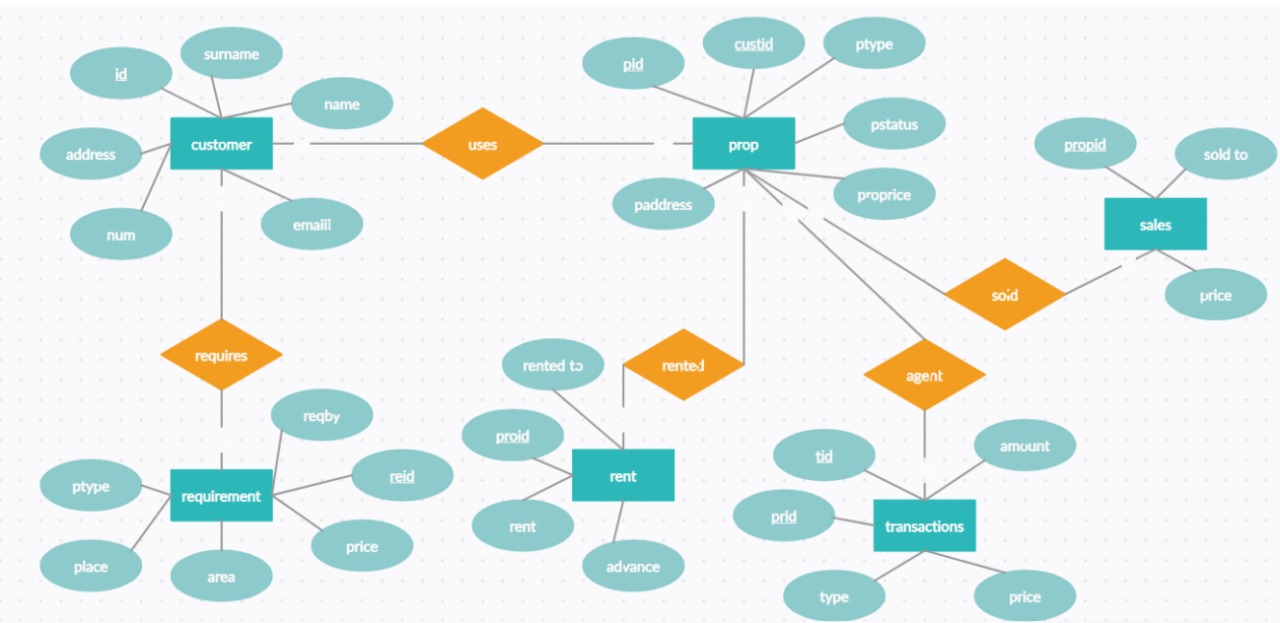 surname
id
name
address
customer
num
emaill
uses
pid
custid
ptype
prop
pstatus
proprice
paddress
propid
sold to
sales
price
sold
requires
rented to
rented
agent
reqby
reid
ptype
requirement
place
area
price
proid
rent
rent
advance
tid
amount
prid
transactions
type
price